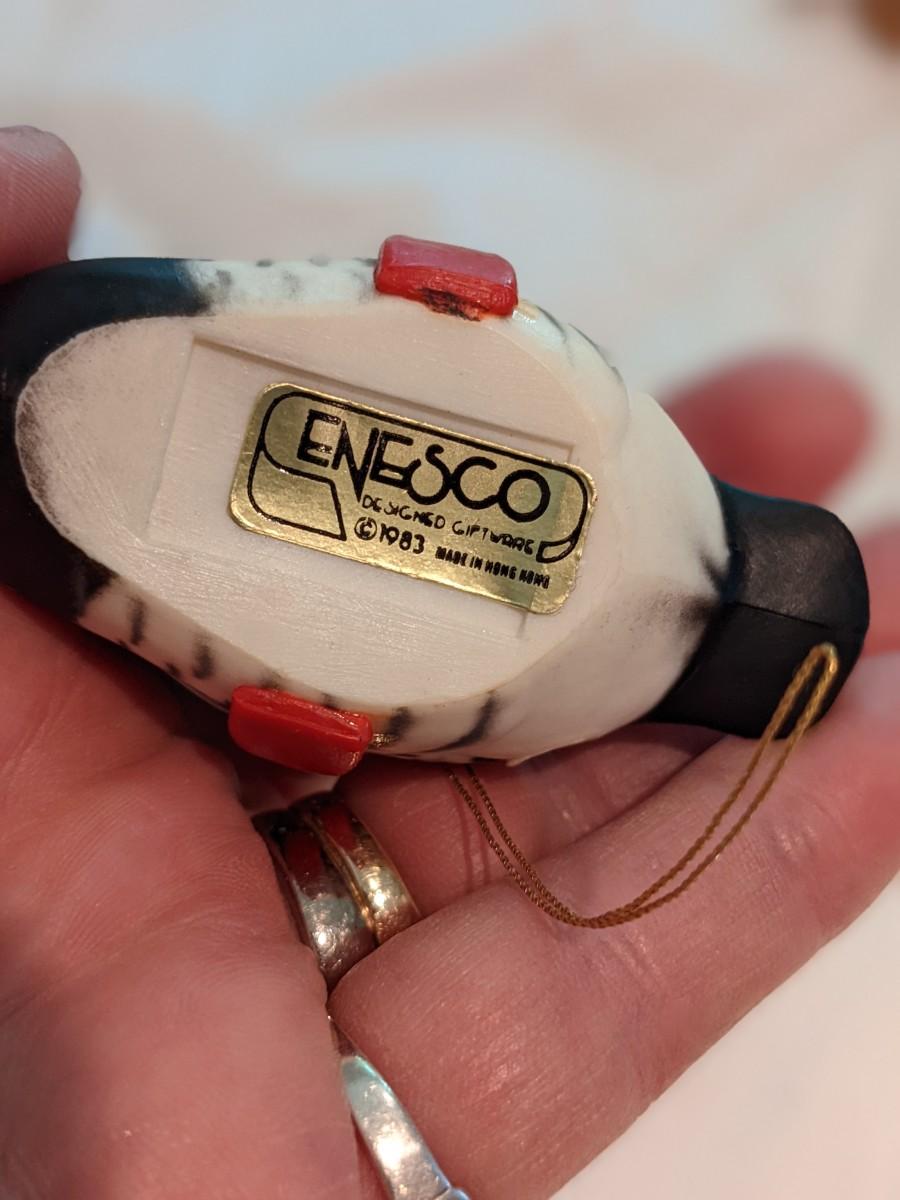 ENESCO
DESIGNED GIFTWARE
©1983 MADE IN HONG KONG